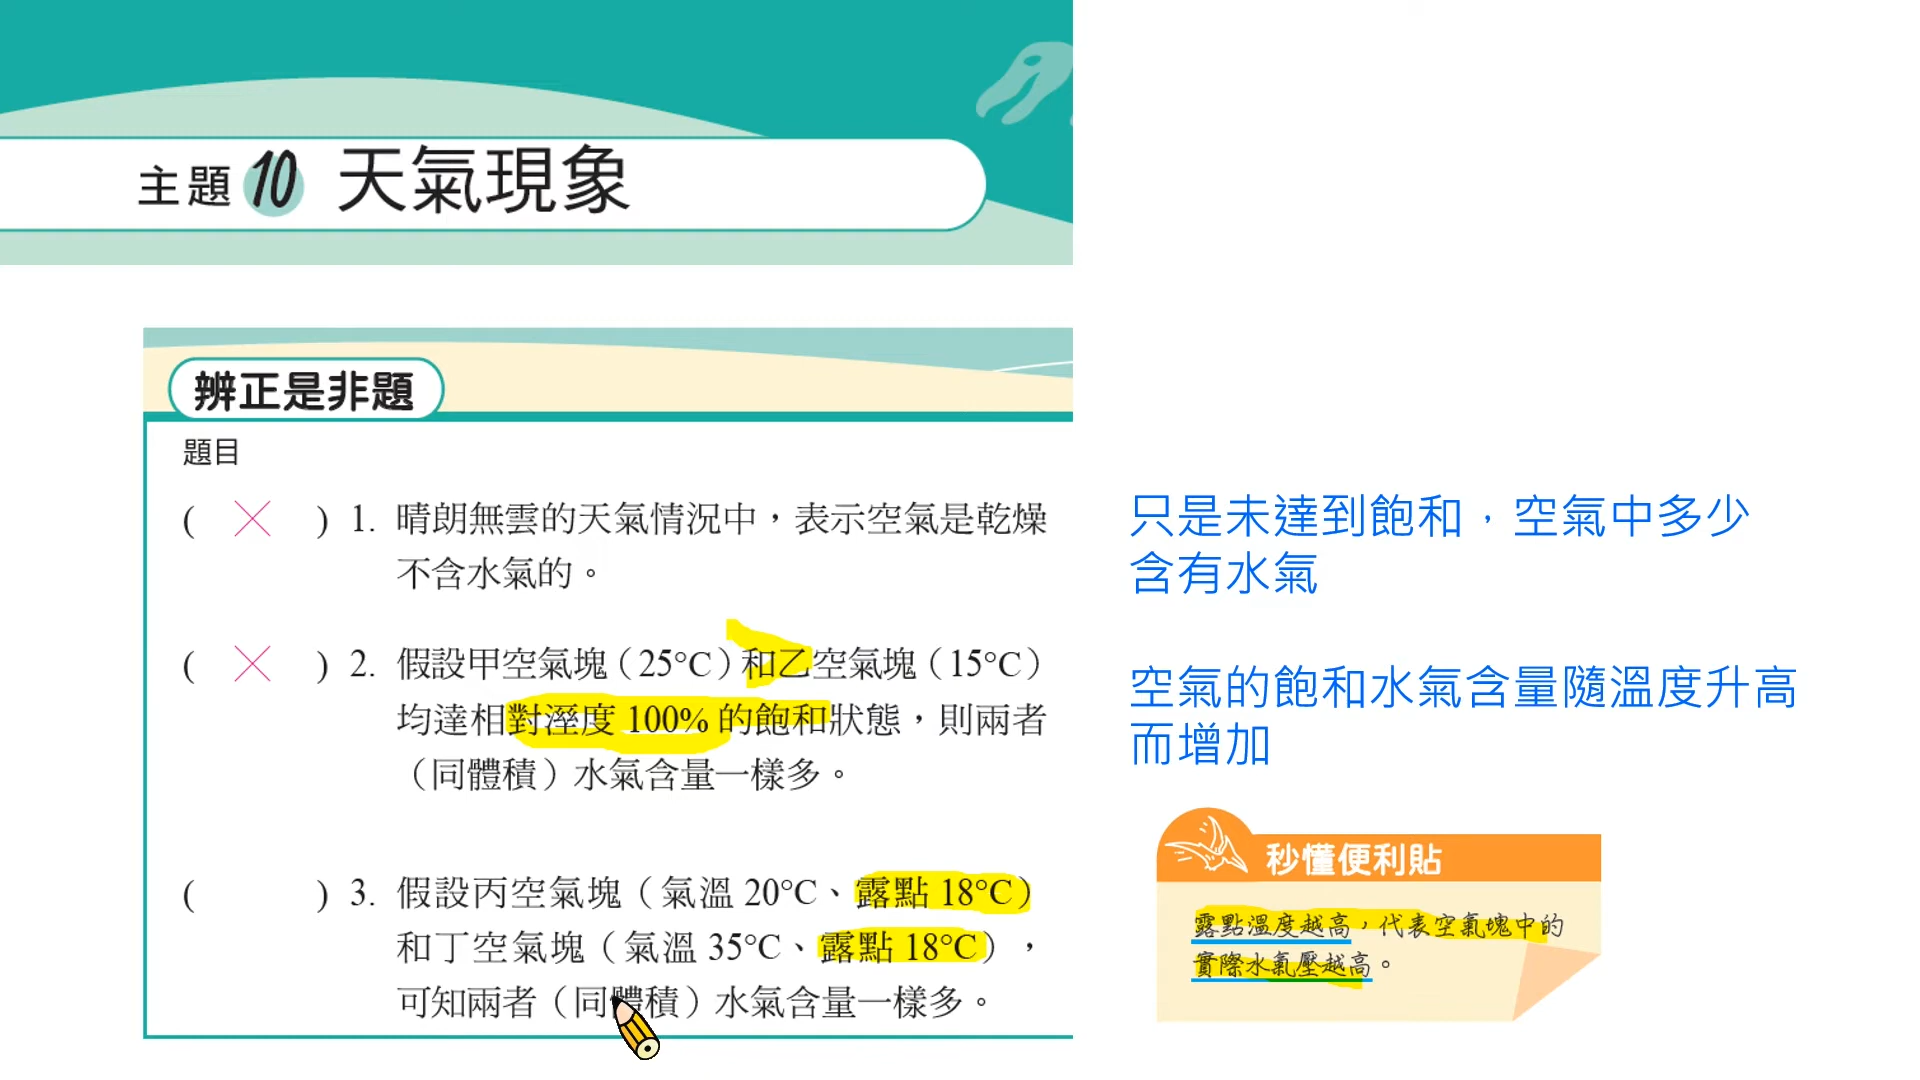 主題 10 天氣現象
辨正是非題
題目
( × ) 1. 晴朗無雲的天氣情況中，表示空氣是乾燥
不含水氣的。
( × ) 2. 假設甲空氣塊（25°C）和乙空氣塊（15°C）
均達相對溼度 100% 的飽和狀態，則兩者
（同體積）水氣含量一樣多。
( ) 3. 假設丙空氣塊（氣溫 20°C、露點 18°C）
和丁空氣塊（氣溫 35°C、露點 18°C），
可知兩者（同體積）水氣含量一樣多。
只是未達到飽和，空氣中多少
含有水氣
空氣的飽和水氣含量隨溫度升高
而增加
秒懂便利貼
露點溫度越高，代表空氣塊中的
實際水氣壓越高。